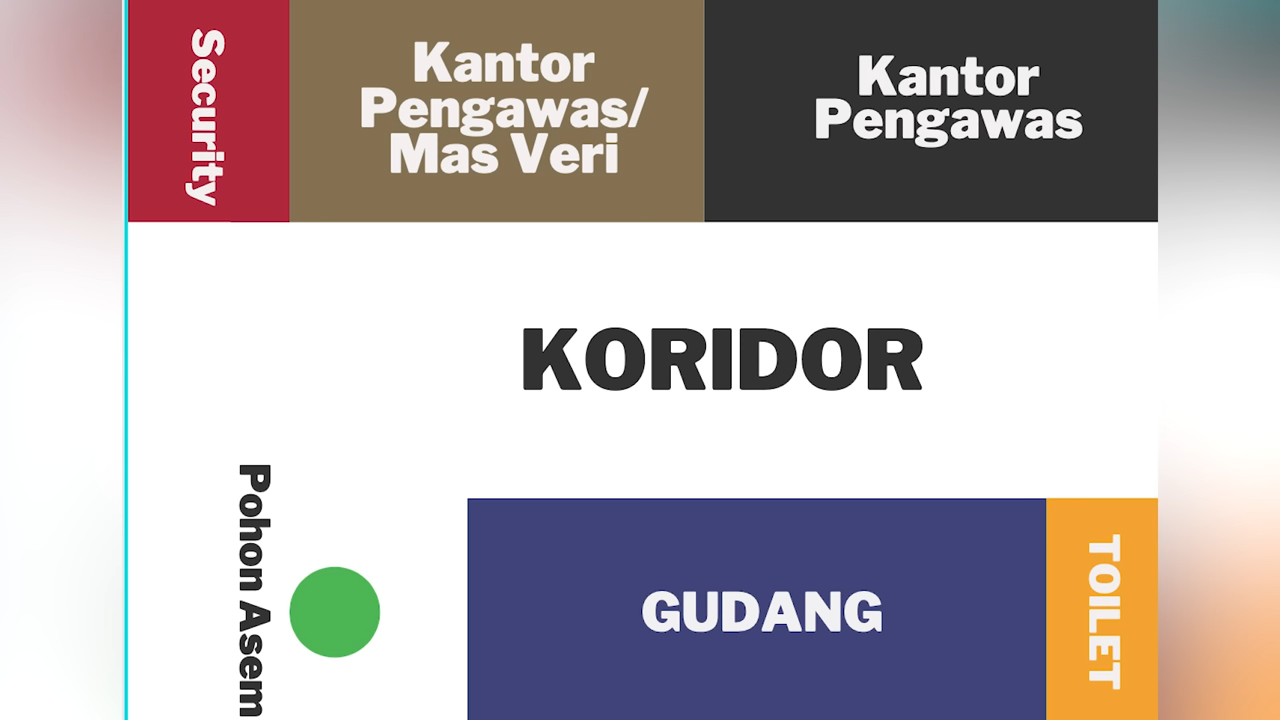 Security
Kantor
Pengawas/
Mas Veri
Kantor
Pengawas
KORIDOR
Pohon Asem
GUDANG
TOILET